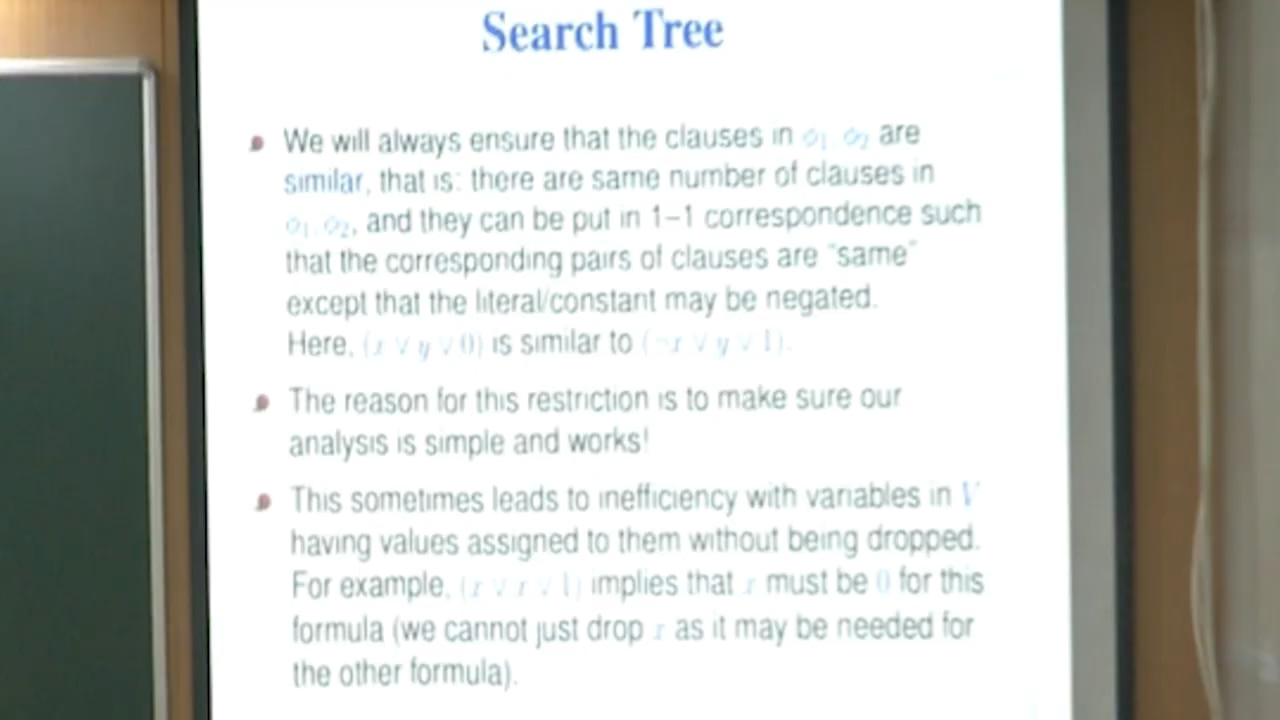 Search Tree
We will always ensure that the clauses in ϕ1, ϕ2 are
similar, that is: there are same number of clauses in
ϕ1, ϕ2, and they can be put in 1–1 correspondence such
that the corresponding pairs of clauses are "same"
except that the literal/constant may be negated.
Here, (x ∨ y ∨ 0) is similar to (¬x ∨ y ∨ 1).
The reason for this restriction is to make sure our
analysis is simple and works!
This sometimes leads to inefficiency with variables in V
having values assigned to them without being dropped.
For example, (x ∨ x ∨ 1) implies that x must be 0 for this
formula (we cannot just drop x as it may be needed for
the other formula).